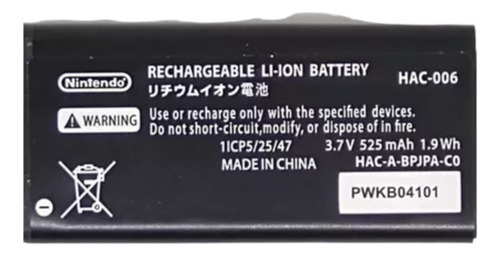 Nintendo
RECHARGEABLE LI-ION BATTERY
リチウムイオン電池
HAC-006
WARNING
Use or recharge only with the specified devices.
Do not short-circuit,modify, or dispose of in fire.
1ICP5/25/47 3.7 V 525 mAh 1.9 Wh
MADE IN CHINA HAC-A-BPJPA-C0
PWKB04101